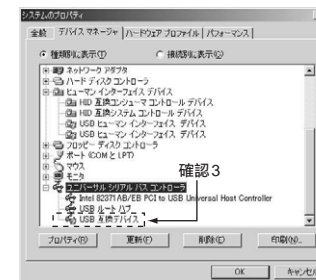 システムのプロパティ
全般 デバイス マネージャ ハードウェア プロファイル パフォーマンス
種類別に表示(T) 接続別に表示(C)
ネットワーク アダプタ
ハード ディスク コントローラ
ヒューマン インターフェイス デバイス
HID 互換コンシューマ コントロール デバイス
HID 互換システム コントロール デバイス
USB ヒューマン インターフェイス デバイス
USB ヒューマン インターフェイス デバイス
フロッピー ディスク コントローラ
ポート (COM と LPT)
マウス
確認3
モニタ
ユニバーサル シリアル バス コントローラ
Intel 82371AB/EB PCI to USB Universal Host Controller
USB ルート ハブ
USB 互換デバイス
プロパティ(R) 更新(F) 削除(E) 印刷(N)...
OK キャンセル